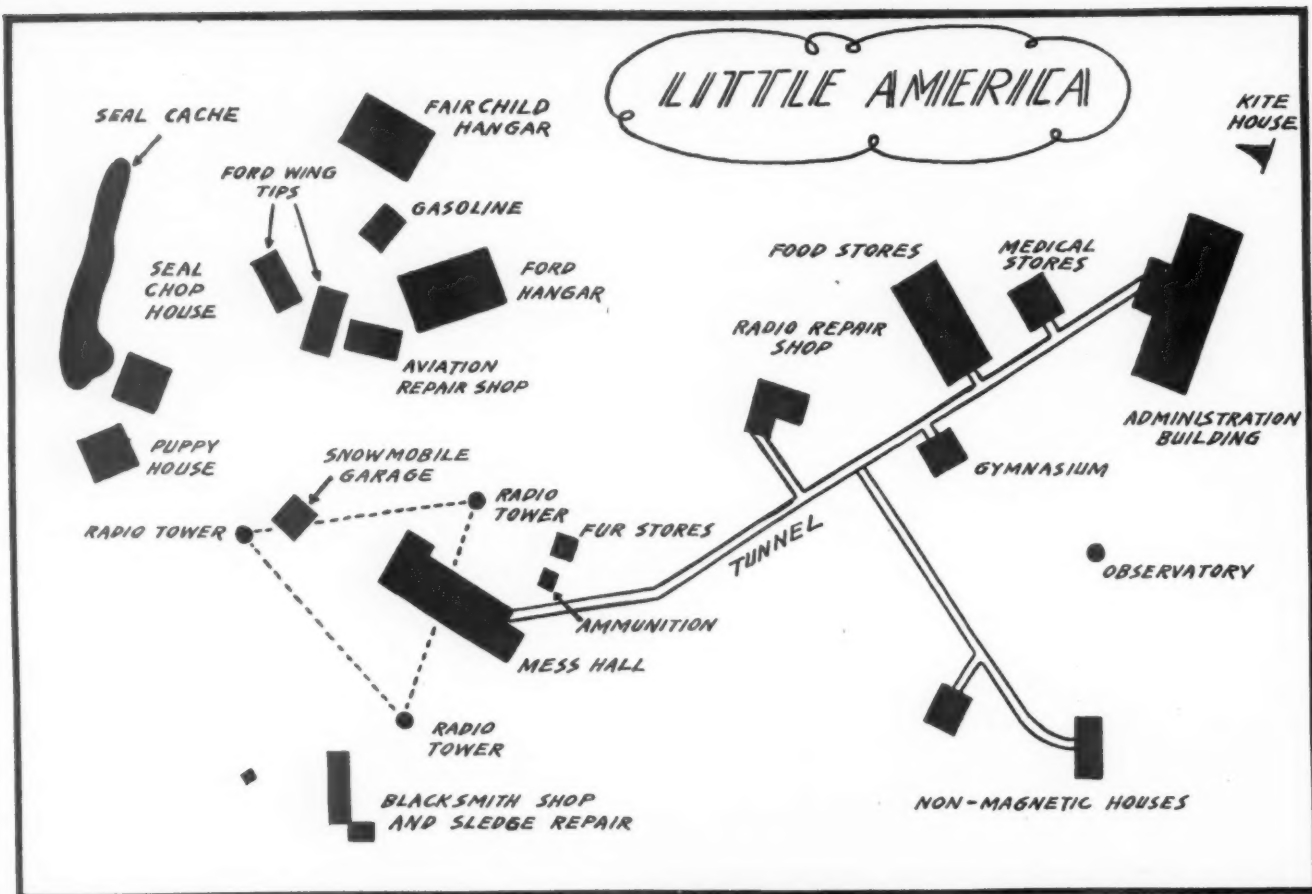 LITTLE AMERICA
KITE
HOUSE
SEAL CACHE
FAIRCHILD
HANGAR
FORD WING
TIPS
GASOLINE
SEAL
CHOP
HOUSE
FORD
HANGAR
AVIATION
REPAIR SHOP
FOOD STORES
MEDICAL
STORES
RADIO REPAIR
SHOP
ADMINISTRATION
BUILDING
GYMNASIUM
PUPPY
HOUSE
SNOWMOBILE
GARAGE
RADIO TOWER
RADIO
TOWER
FUR STORES
TUNNEL
OBSERVATORY
AMMUNITION
MESS HALL
RADIO
TOWER
BLACKSMITH SHOP
AND SLEDGE REPAIR
NON-MAGNETIC HOUSES